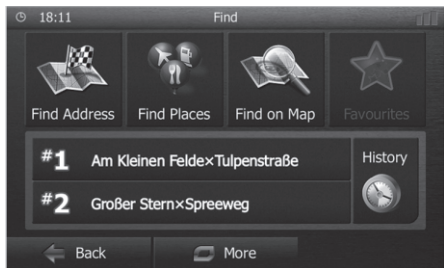 18:11 Find
Find Address Find Places Find on Map Favourites
#1 Am Kleinen Felde×Tulpenstraße
History
#2 Großer Stern×Spreeweg
Back More